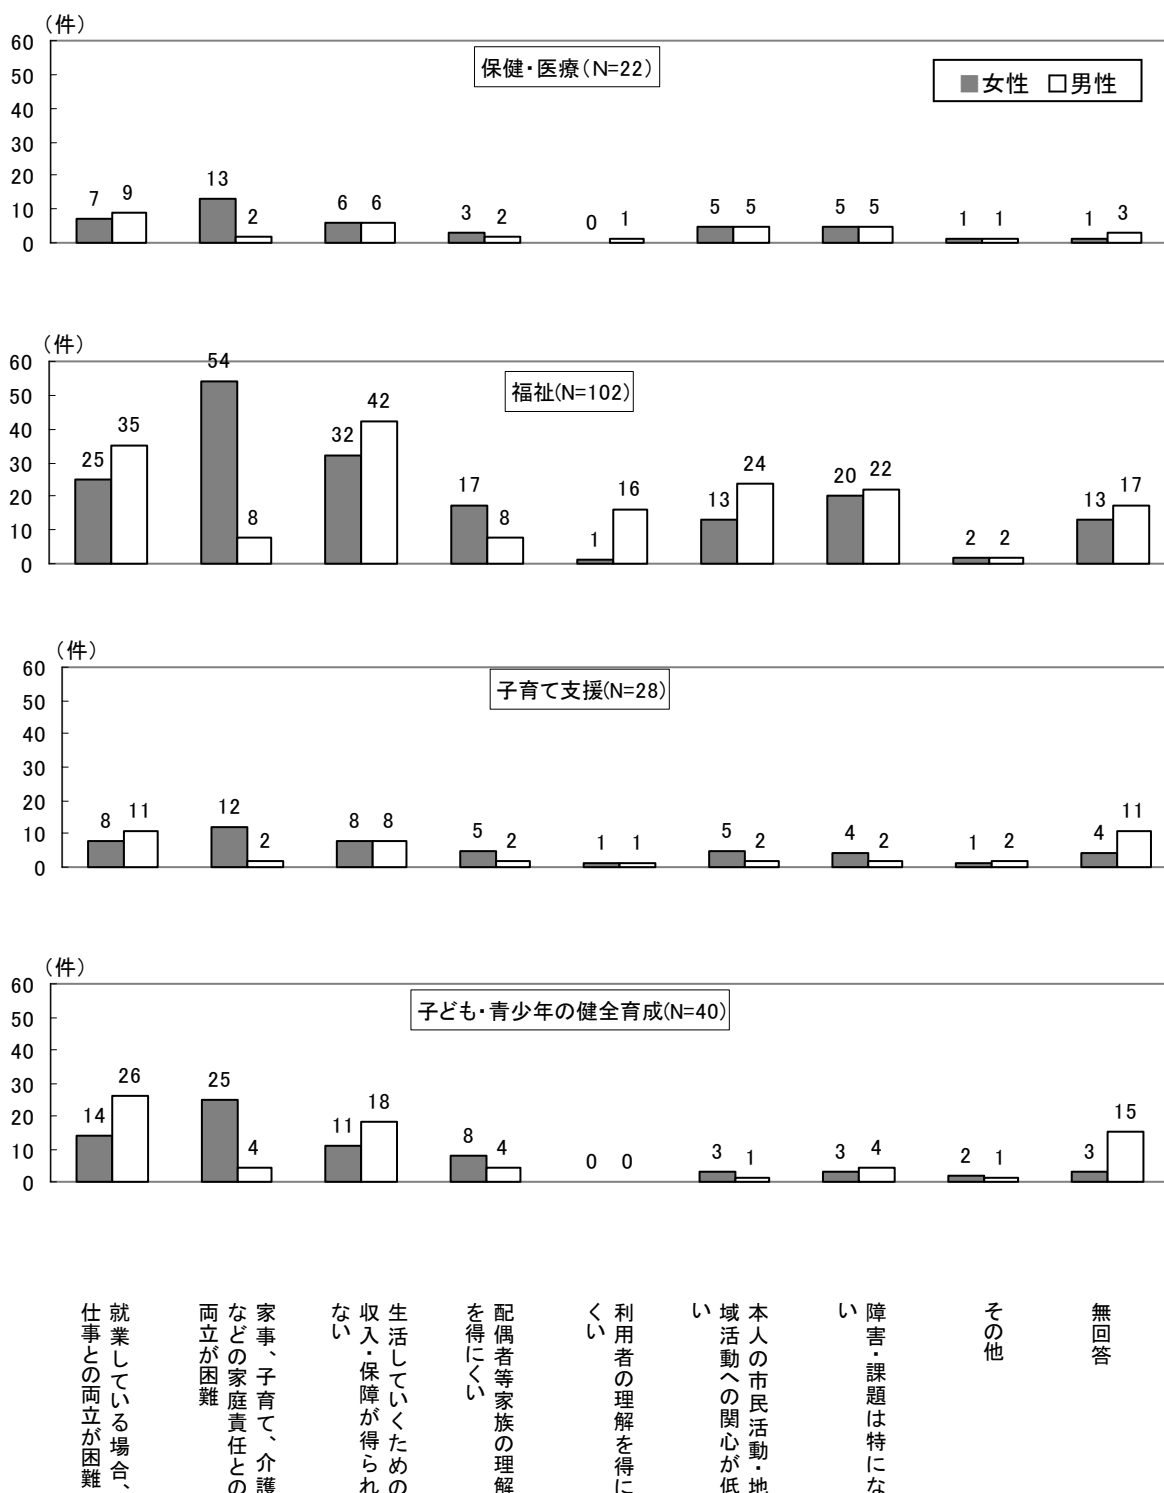 (件)
保健・医療(N=22)
■女性 □男性
60
50
40
30
20
10
0
7 9 13 2 6 6 3 2 0 1 5 5 5 5 1 1 1 3
(件)
福祉(N=102)
60
50
40
30
20
10
0
25 35 54 8 32 42 17 8 1 16 13 24 20 22 2 2 13 17
(件)
子育て支援(N=28)
60
50
40
30
20
10
0
8 11 12 2 8 8 5 2 1 1 5 2 4 2 1 2 4 11
(件)
子ども・青少年の健全育成(N=40)
60
50
40
30
20
10
0
14 26 25 4 11 18 8 4 0 0 3 1 3 4 2 1 3 15
就業している場合、
仕事との両立が困難
家事、子育て、介護
などの家庭責任との
両立が困難
生活していくための
収入・保障が得られ
ない
配偶者等家族の理解
を得にくい
利用者の理解を得に
くい
本人の市民活動・地
域活動への関心が低
い
障害・課題は特にな
い
その他
無回答